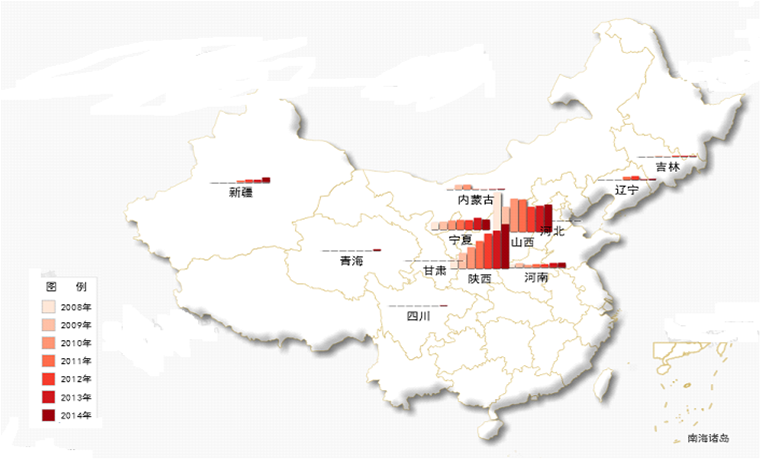 新疆
内蒙古
吉林
辽宁
宁夏
山西
河北
青海
甘肃
陕西
河南
四川
图 例
2008年
2009年
2010年
2011年
2012年
2013年
2014年
南海诸岛